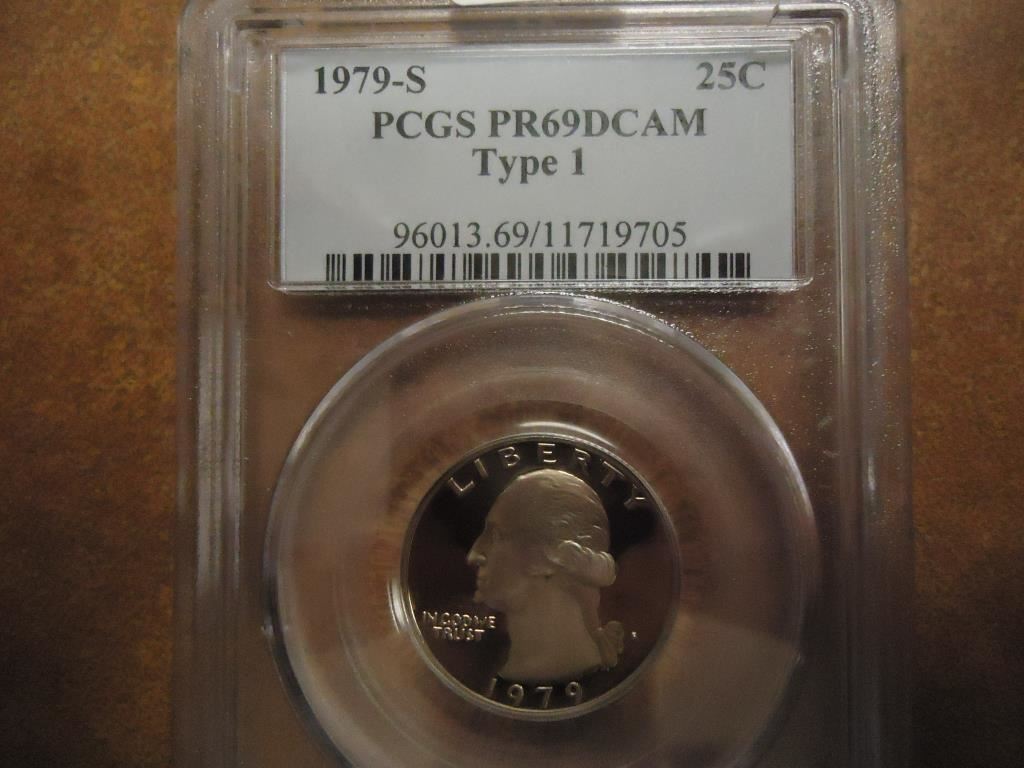 1979-S 25C
PCGS PR69DCAM
Type 1
96013.69/11719705
LIBERTY
IN GOD WE
TRUST
1979